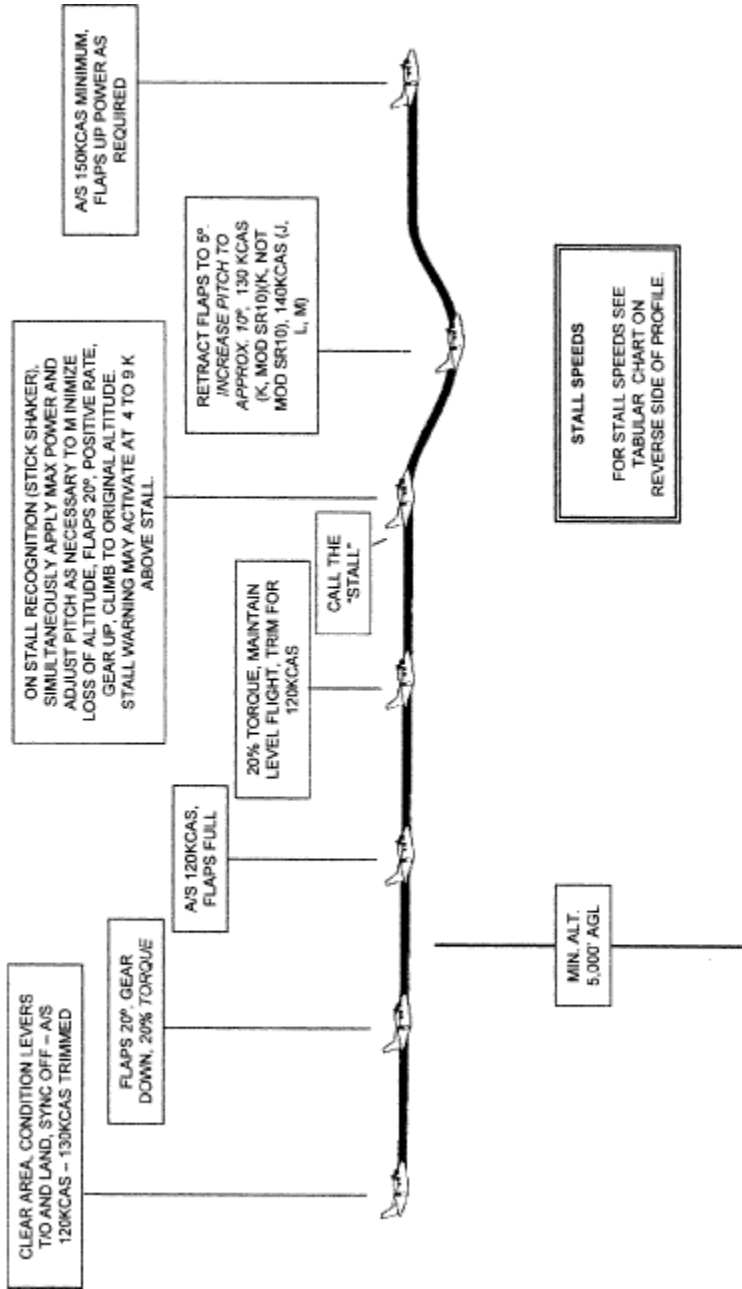 CLEAR AREA, CONDITION LEVERS
T/O AND LAND, SYNC OFF – A/S
120KCAS – 130KCAS TRIMMED
FLAPS 20º, GEAR
DOWN, 20% TORQUE
A/S 120KCAS,
FLAPS FULL
20% TORQUE, MAINTAIN
LEVEL FLIGHT, TRIM FOR
120KCAS
CALL THE
"STALL"
ON STALL RECOGNITION (STICK SHAKER),
SIMULTANEOUSLY APPLY MAX POWER AND
ADJUST PITCH AS NECESSARY TO M INIMIZE
LOSS OF ALTITUDE, FLAPS 20º, POSITIVE RATE,
GEAR UP, CLIMB TO ORIGINAL ALTITUDE.
STALL WARNING MAY ACTIVATE AT 4 TO 9 K
ABOVE STALL.
RETRACT FLAPS TO 5º.
INCREASE PITCH TO
APPROX. 10º, 130 KCAS
(K, MOD SR10)(K, NOT
MOD SR10), 140KCAS (J,
L, M)
A/S 150KCAS MINIMUM,
FLAPS UP POWER AS
REQUIRED
MIN. ALT.
5,000' AGL
STALL SPEEDS
FOR STALL SPEEDS SEE
TABULAR CHART ON
REVERSE SIDE OF PROFILE.